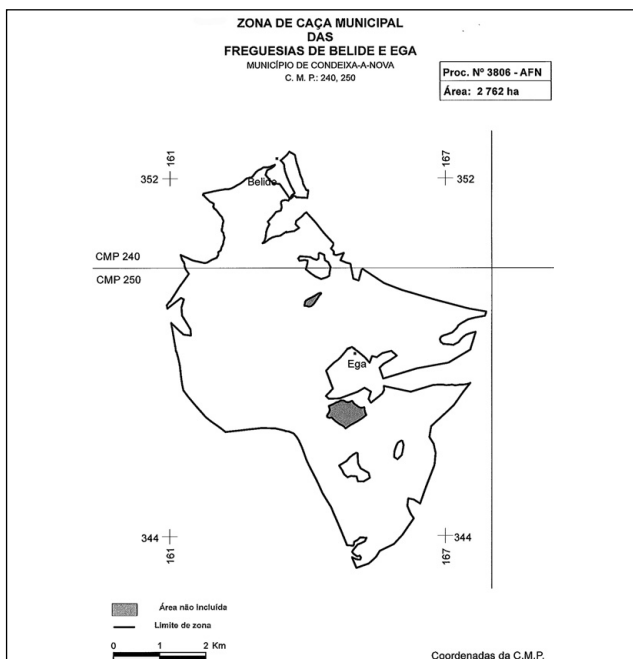 ZONA DE CAÇA MUNICIPAL
DAS
FREGUESIAS DE BELIDE E EGA
MUNICÍPIO DE CONDEIXA-A-NOVA
C. M. P.: 240, 250
Proc. Nº 3806 - AFN
Área: 2 762 ha
161
167
352
352
Belide
CMP 240
CMP 250
Ega
344
344
161
167
Área não incluída
Limite de zona
0 1 2 Km
Coordenadas da C.M.P.